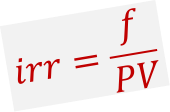 irr = f / PV